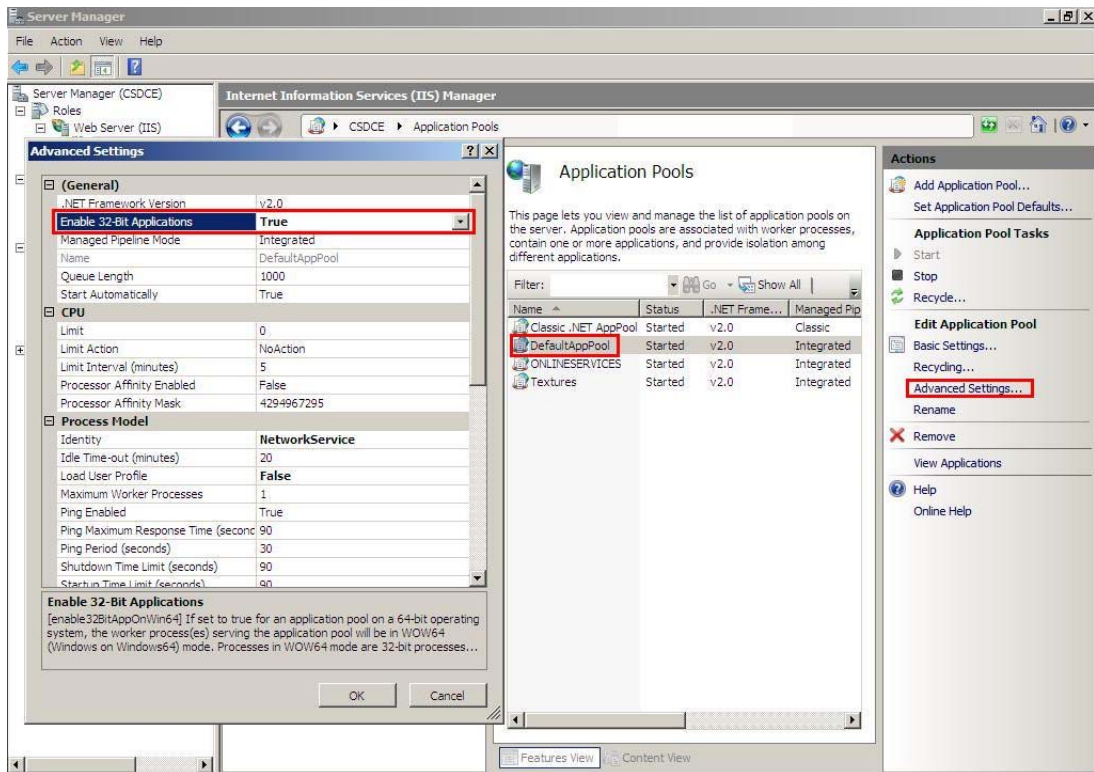 Server Manager
File Action View Help
Server Manager (CSDCE)
Roles
Web Server (IIS)
Internet Information Services (IIS) Manager
CSDCE Application Pools
Advanced Settings
(General)
.NET Framework Version v2.0
Enable 32-Bit Applications True
Managed Pipeline Mode Integrated
Name DefaultAppPool
Queue Length 1000
Start Automatically True
CPU
Limit 0
Limit Action NoAction
Limit Interval (minutes) 5
Processor Affinity Enabled False
Processor Affinity Mask 4294967295
Process Model
Identity NetworkService
Idle Time-out (minutes) 20
Load User Profile False
Maximum Worker Processes 1
Ping Enabled True
Ping Maximum Response Time (second 90
Ping Period (seconds) 30
Shutdown Time Limit (seconds) 90
Startup Time Limit (seconds) 90
Enable 32-Bit Applications
[enable32BitAppOnWin64] If set to true for an application pool on a 64-bit operating
system, the worker process(es) serving the application pool will be in WOW64
(Windows on Windows64) mode. Processes in WOW64 mode are 32-bit processes...
OK Cancel
Application Pools
This page lets you view and manage the list of application pools on
the server. Application pools are associated with worker processes,
contain one or more applications, and provide isolation among
different applications.
Filter: Go Show All
Name Status .NET Frame... Managed Pip
Classic .NET AppPool Started v2.0 Classic
DefaultAppPool Started v2.0 Integrated
ONLINESERVICES Started v2.0 Integrated
Textures Started v2.0 Integrated
Features View Content View
Actions
Add Application Pool...
Set Application Pool Defaults...
Application Pool Tasks
Start
Stop
Recycle...
Edit Application Pool
Basic Settings...
Recycling...
Advanced Settings...
Rename
Remove
View Applications
Help
Online Help